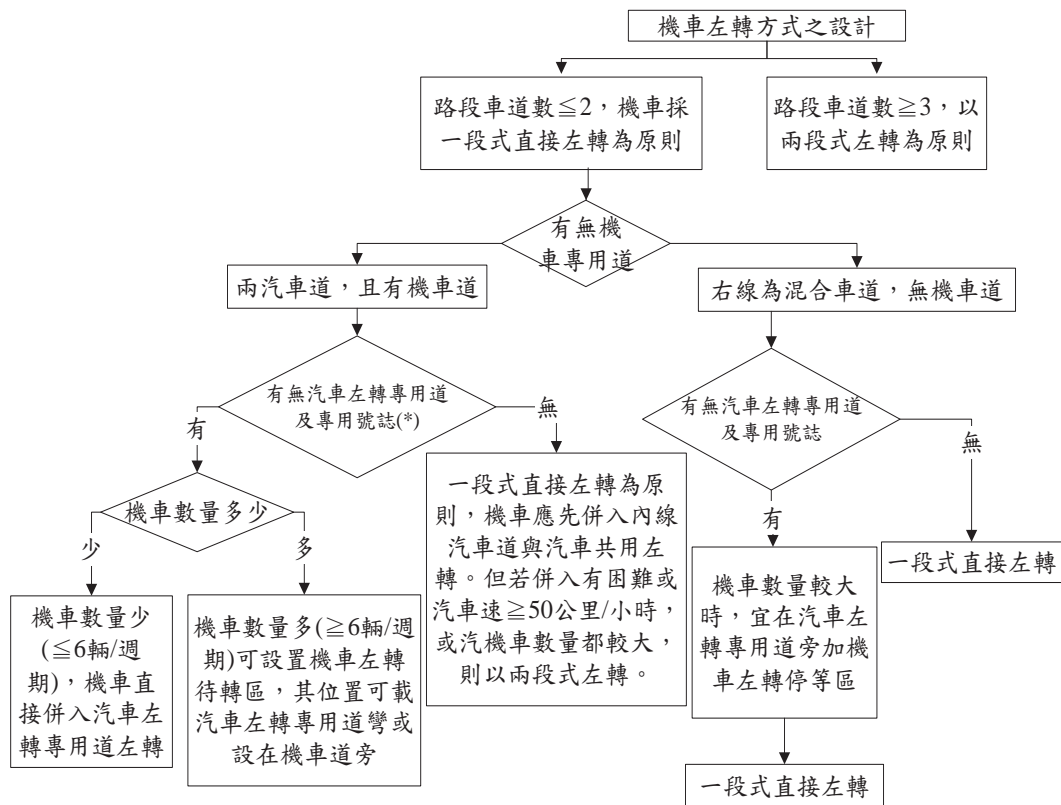 機車左轉方式之設計
路段車道數≦2，機車採
一段式直接左轉為原則
路段車道數≧3，以
兩段式左轉為原則
有無機
車專用道
兩汽車道，且有機車道
右線為混合車道，無機車道
有無汽車左轉專用道
及專用號誌(*)
有無汽車左轉專用道
及專用號誌
有
無
無
機車數量多少
一段式直接左轉為原
則，機車應先併入內線
汽車道與汽車共用左
轉。但若併入有困難或
汽車速≧50公里/小時，
或汽機車數量都較大，
則以兩段式左轉。
有
少
多
一段式直接左轉
機車數量少
(≦6輛/週
期)，機車直
接併入汽車左
轉專用道左轉
機車數量多(≧6輛/週
期)可設置機車左轉
待轉區，其位置可載
汽車左轉專用道彎或
設在機車道旁
機車數量較大
時，宜在汽車左
轉專用道旁加機
車左轉停等區
一段式直接左轉